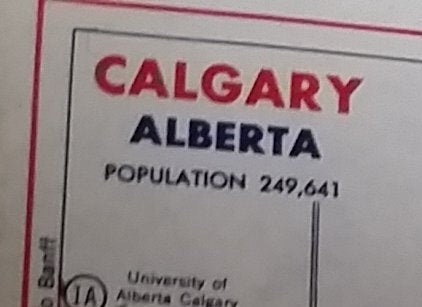 CALGARY
ALBERTA
POPULATION 249,641
Banff
University of
1A
Alberta Calgary